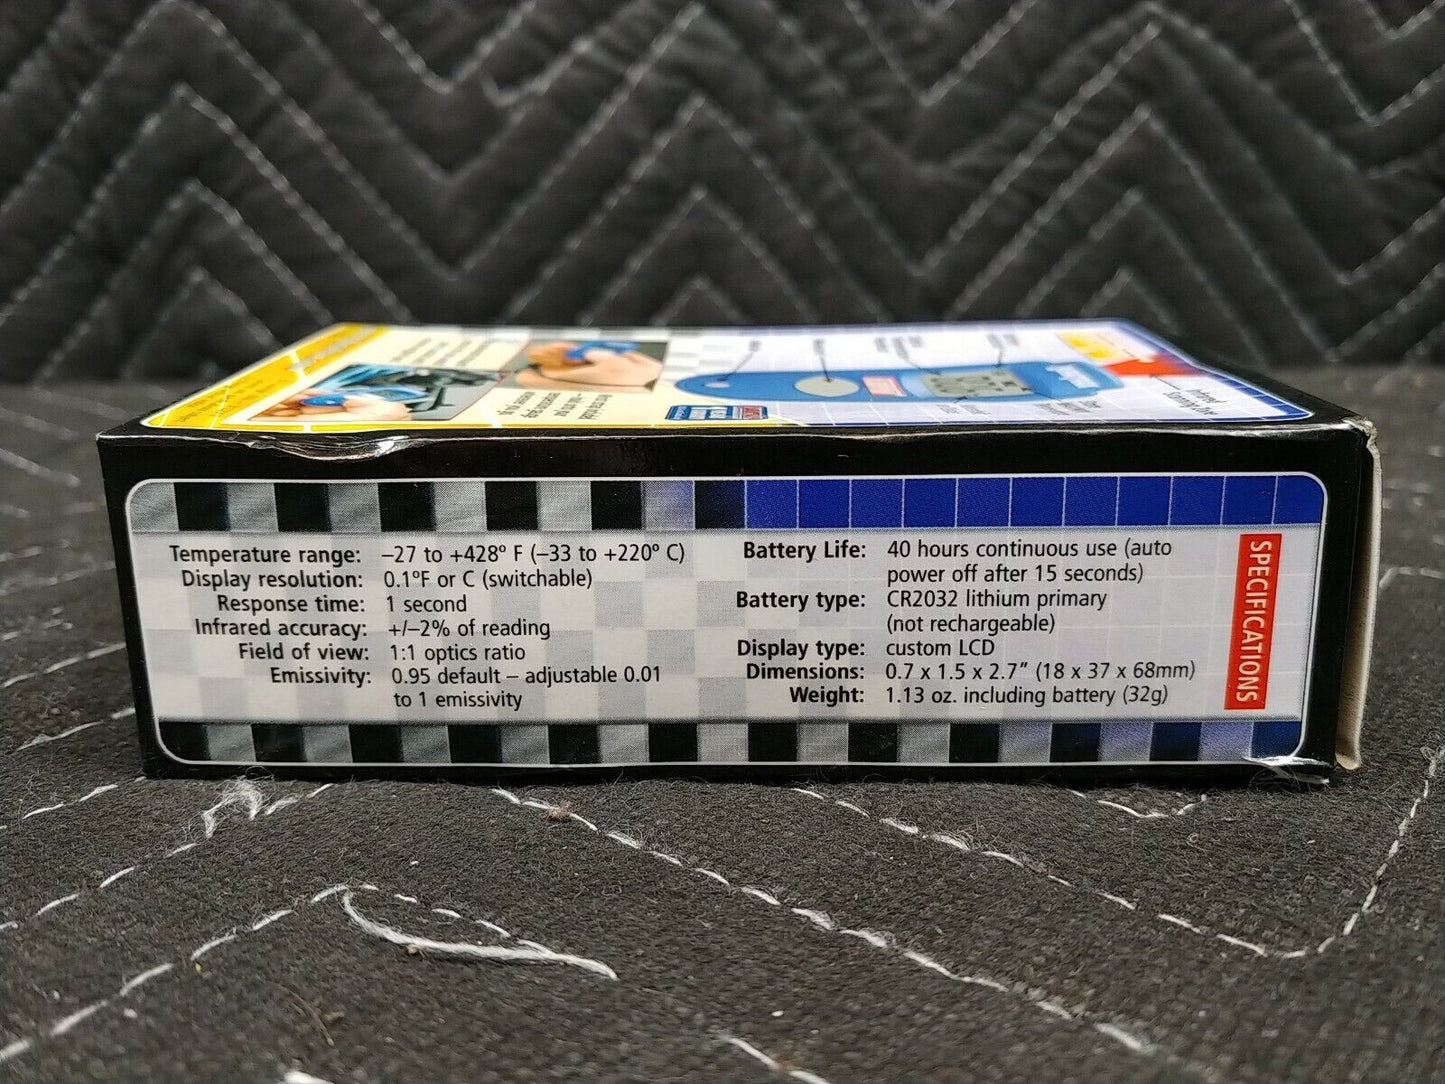 Temperature range: –27 to +428º F (–33 to +220º C)
Display resolution: 0.1ºF or C (switchable)
Response time: 1 second
Infrared accuracy: +/–2% of reading
Field of view: 1:1 optics ratio
Emissivity: 0.95 default – adjustable 0.01
to 1 emissivity
Battery Life: 40 hours continuous use (auto
power off after 15 seconds)
Battery type: CR2032 lithium primary
(not rechargeable)
Display type: custom LCD
Dimensions: 0.7 x 1.5 x 2.7” (18 x 37 x 68mm)
Weight: 1.13 oz. including battery (32g)
SPECIFICATIONS